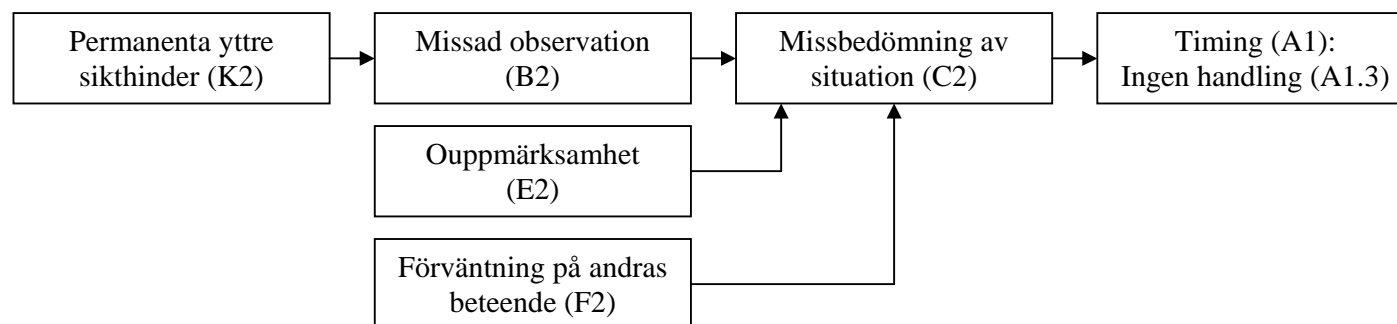 Permanenta yttre
sikthinder (K2)
Missad observation
(B2)
Missbedömning av
situation (C2)
Timing (A1):
Ingen handling (A1.3)
Ouppmärksamhet
(E2)
Förväntning på andras
beteende (F2)